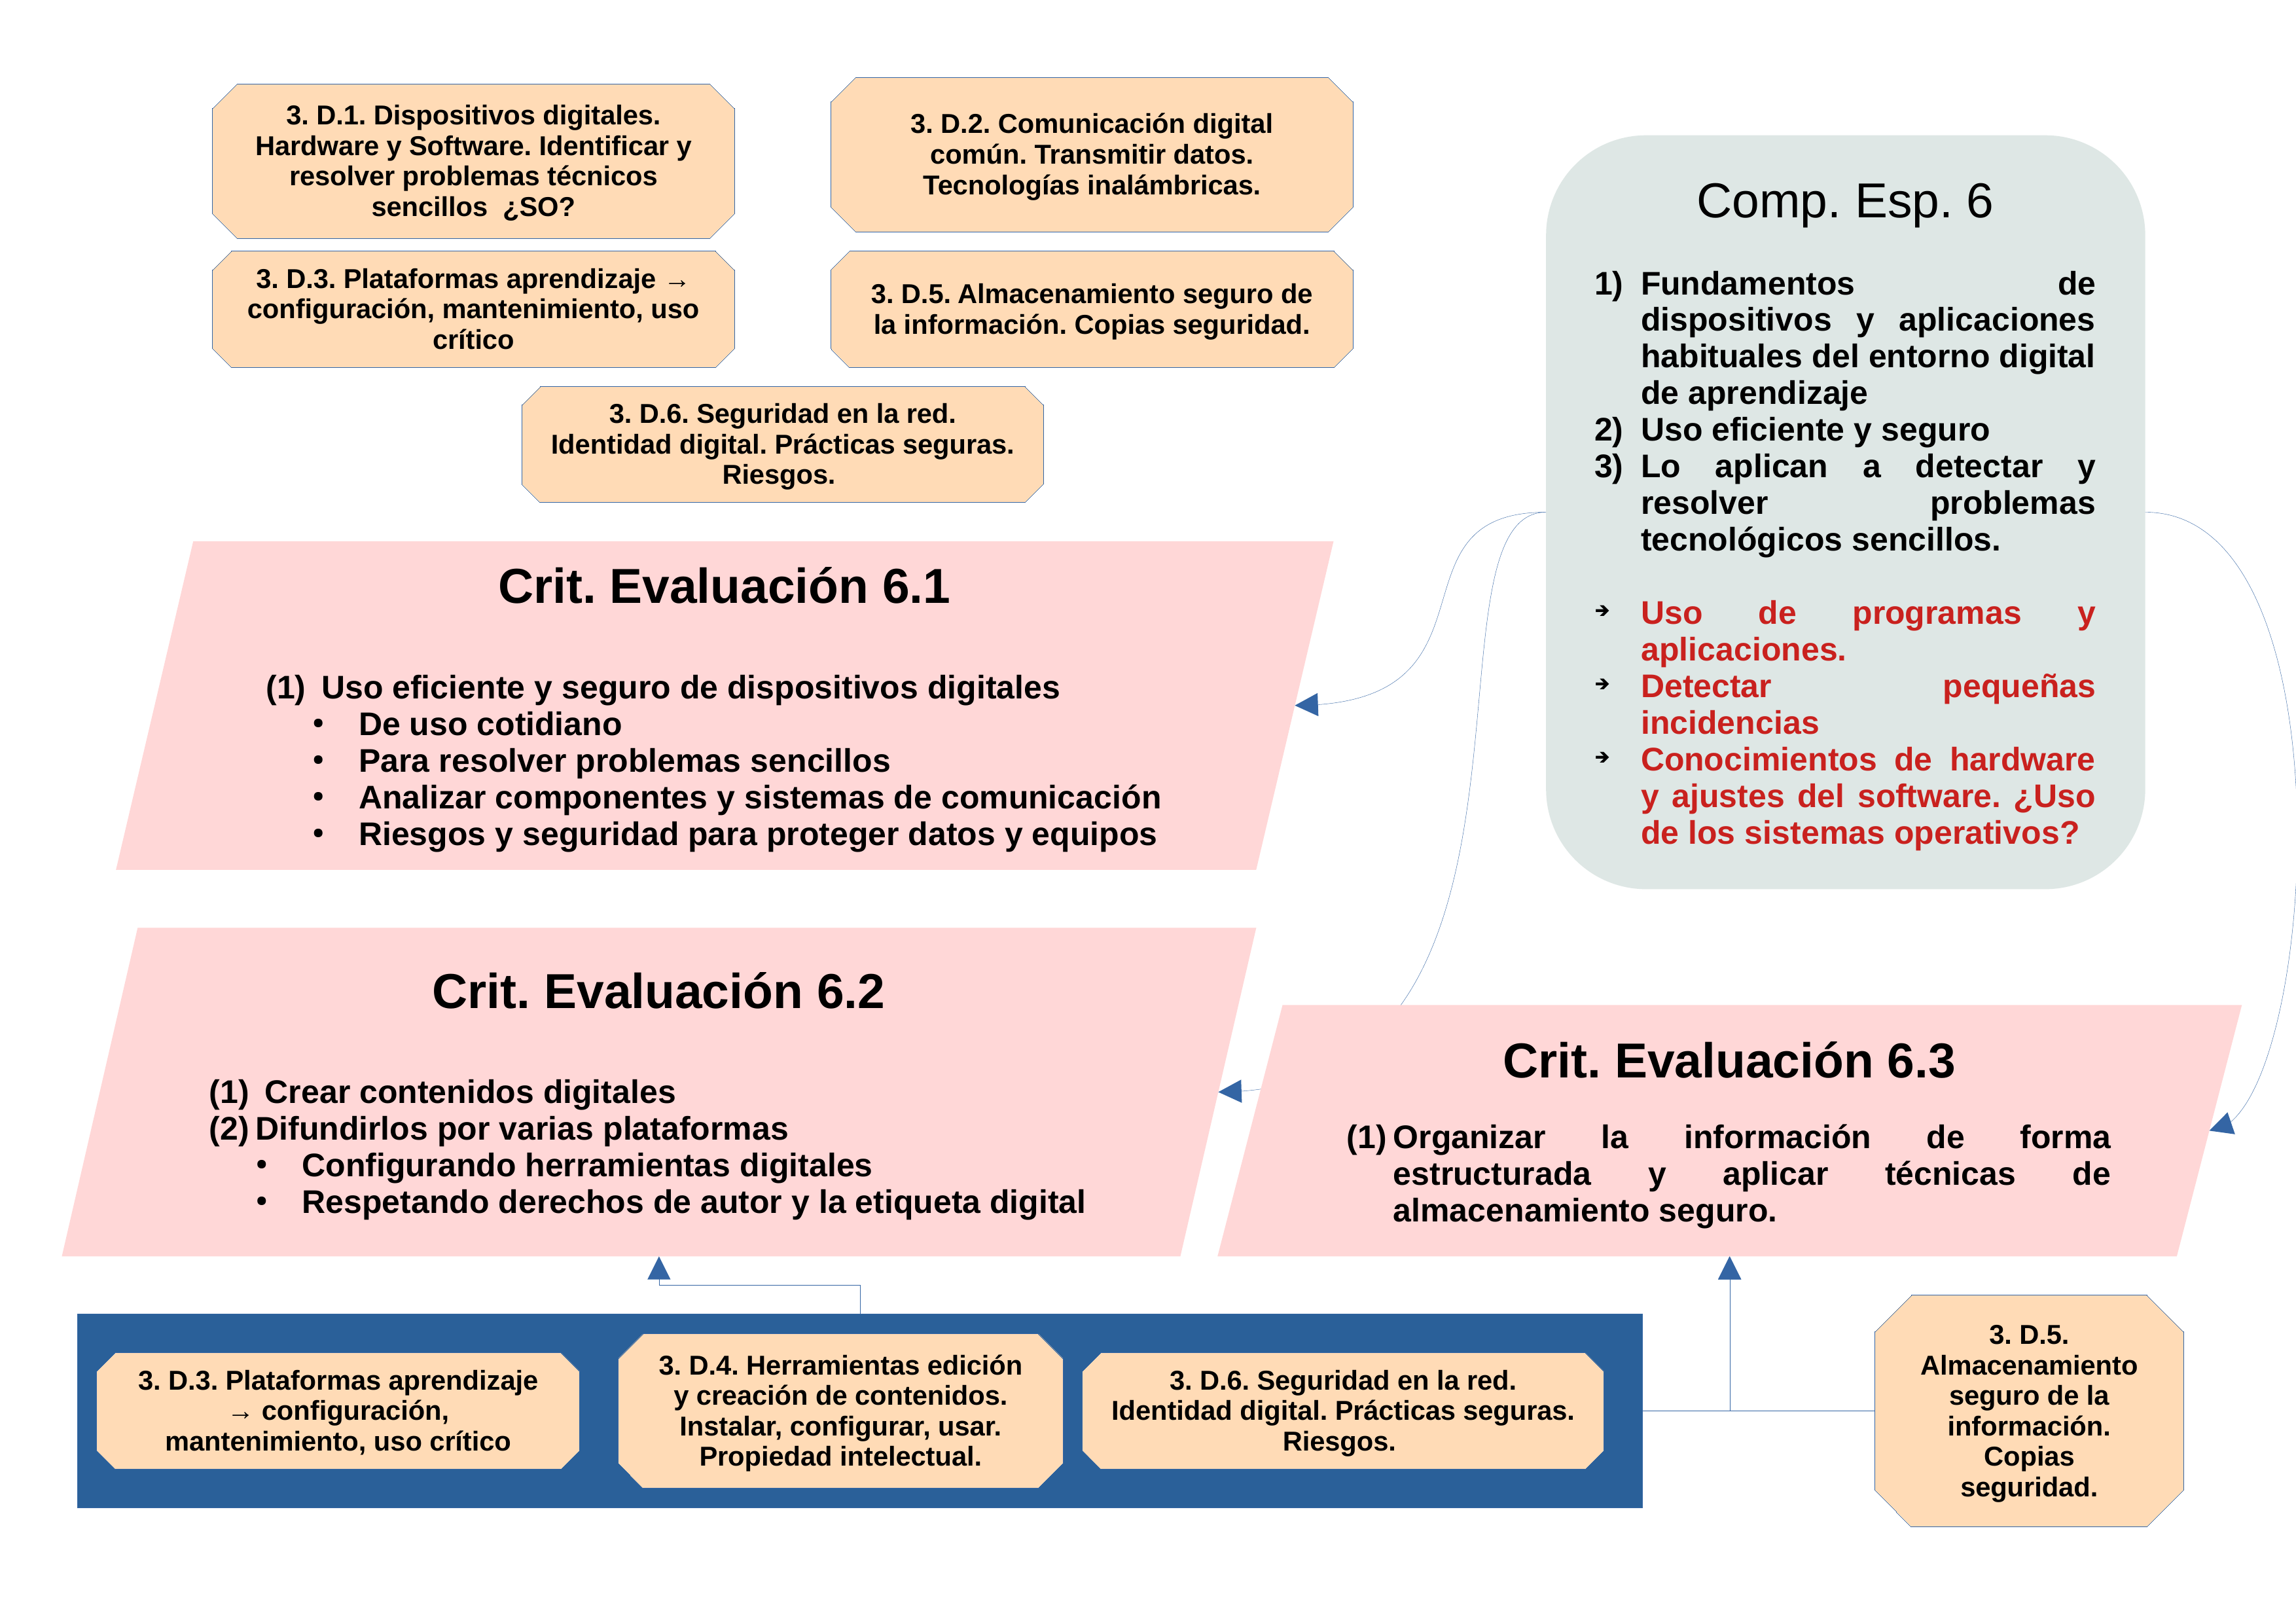 3. D.1. Dispositivos digitales.
Hardware y Software. Identificar y
resolver problemas técnicos
sencillos ¿SO?
3. D.2. Comunicación digital
común. Transmitir datos.
Tecnologías inalámbricas.
3. D.3. Plataformas aprendizaje →
configuración, mantenimiento, uso
crítico
3. D.5. Almacenamiento seguro de
la información. Copias seguridad.
3. D.6. Seguridad en la red.
Identidad digital. Prácticas seguras.
Riesgos.
Comp. Esp. 6
1) Fundamentos de
dispositivos y aplicaciones
habituales del entorno digital
de aprendizaje
2) Uso eficiente y seguro
3) Lo aplican a detectar y
resolver problemas
tecnológicos sencillos.
➔ Uso de programas y
aplicaciones.
➔ Detectar pequeñas
incidencias
➔ Conocimientos de hardware
y ajustes del software. ¿Uso
de los sistemas operativos?
Crit. Evaluación 6.1
(1) Uso eficiente y seguro de dispositivos digitales
• De uso cotidiano
• Para resolver problemas sencillos
• Analizar componentes y sistemas de comunicación
• Riesgos y seguridad para proteger datos y equipos
Crit. Evaluación 6.2
(1) Crear contenidos digitales
(2) Difundirlos por varias plataformas
• Configurando herramientas digitales
• Respetando derechos de autor y la etiqueta digital
Crit. Evaluación 6.3
(1) Organizar la información de forma
estructurada y aplicar técnicas de
almacenamiento seguro.
3. D.3. Plataformas aprendizaje
→ configuración,
mantenimiento, uso crítico
3. D.4. Herramientas edición
y creación de contenidos.
Instalar, configurar, usar.
Propiedad intelectual.
3. D.6. Seguridad en la red.
Identidad digital. Prácticas seguras.
Riesgos.
3. D.5.
Almacenamiento
seguro de la
información.
Copias
seguridad.